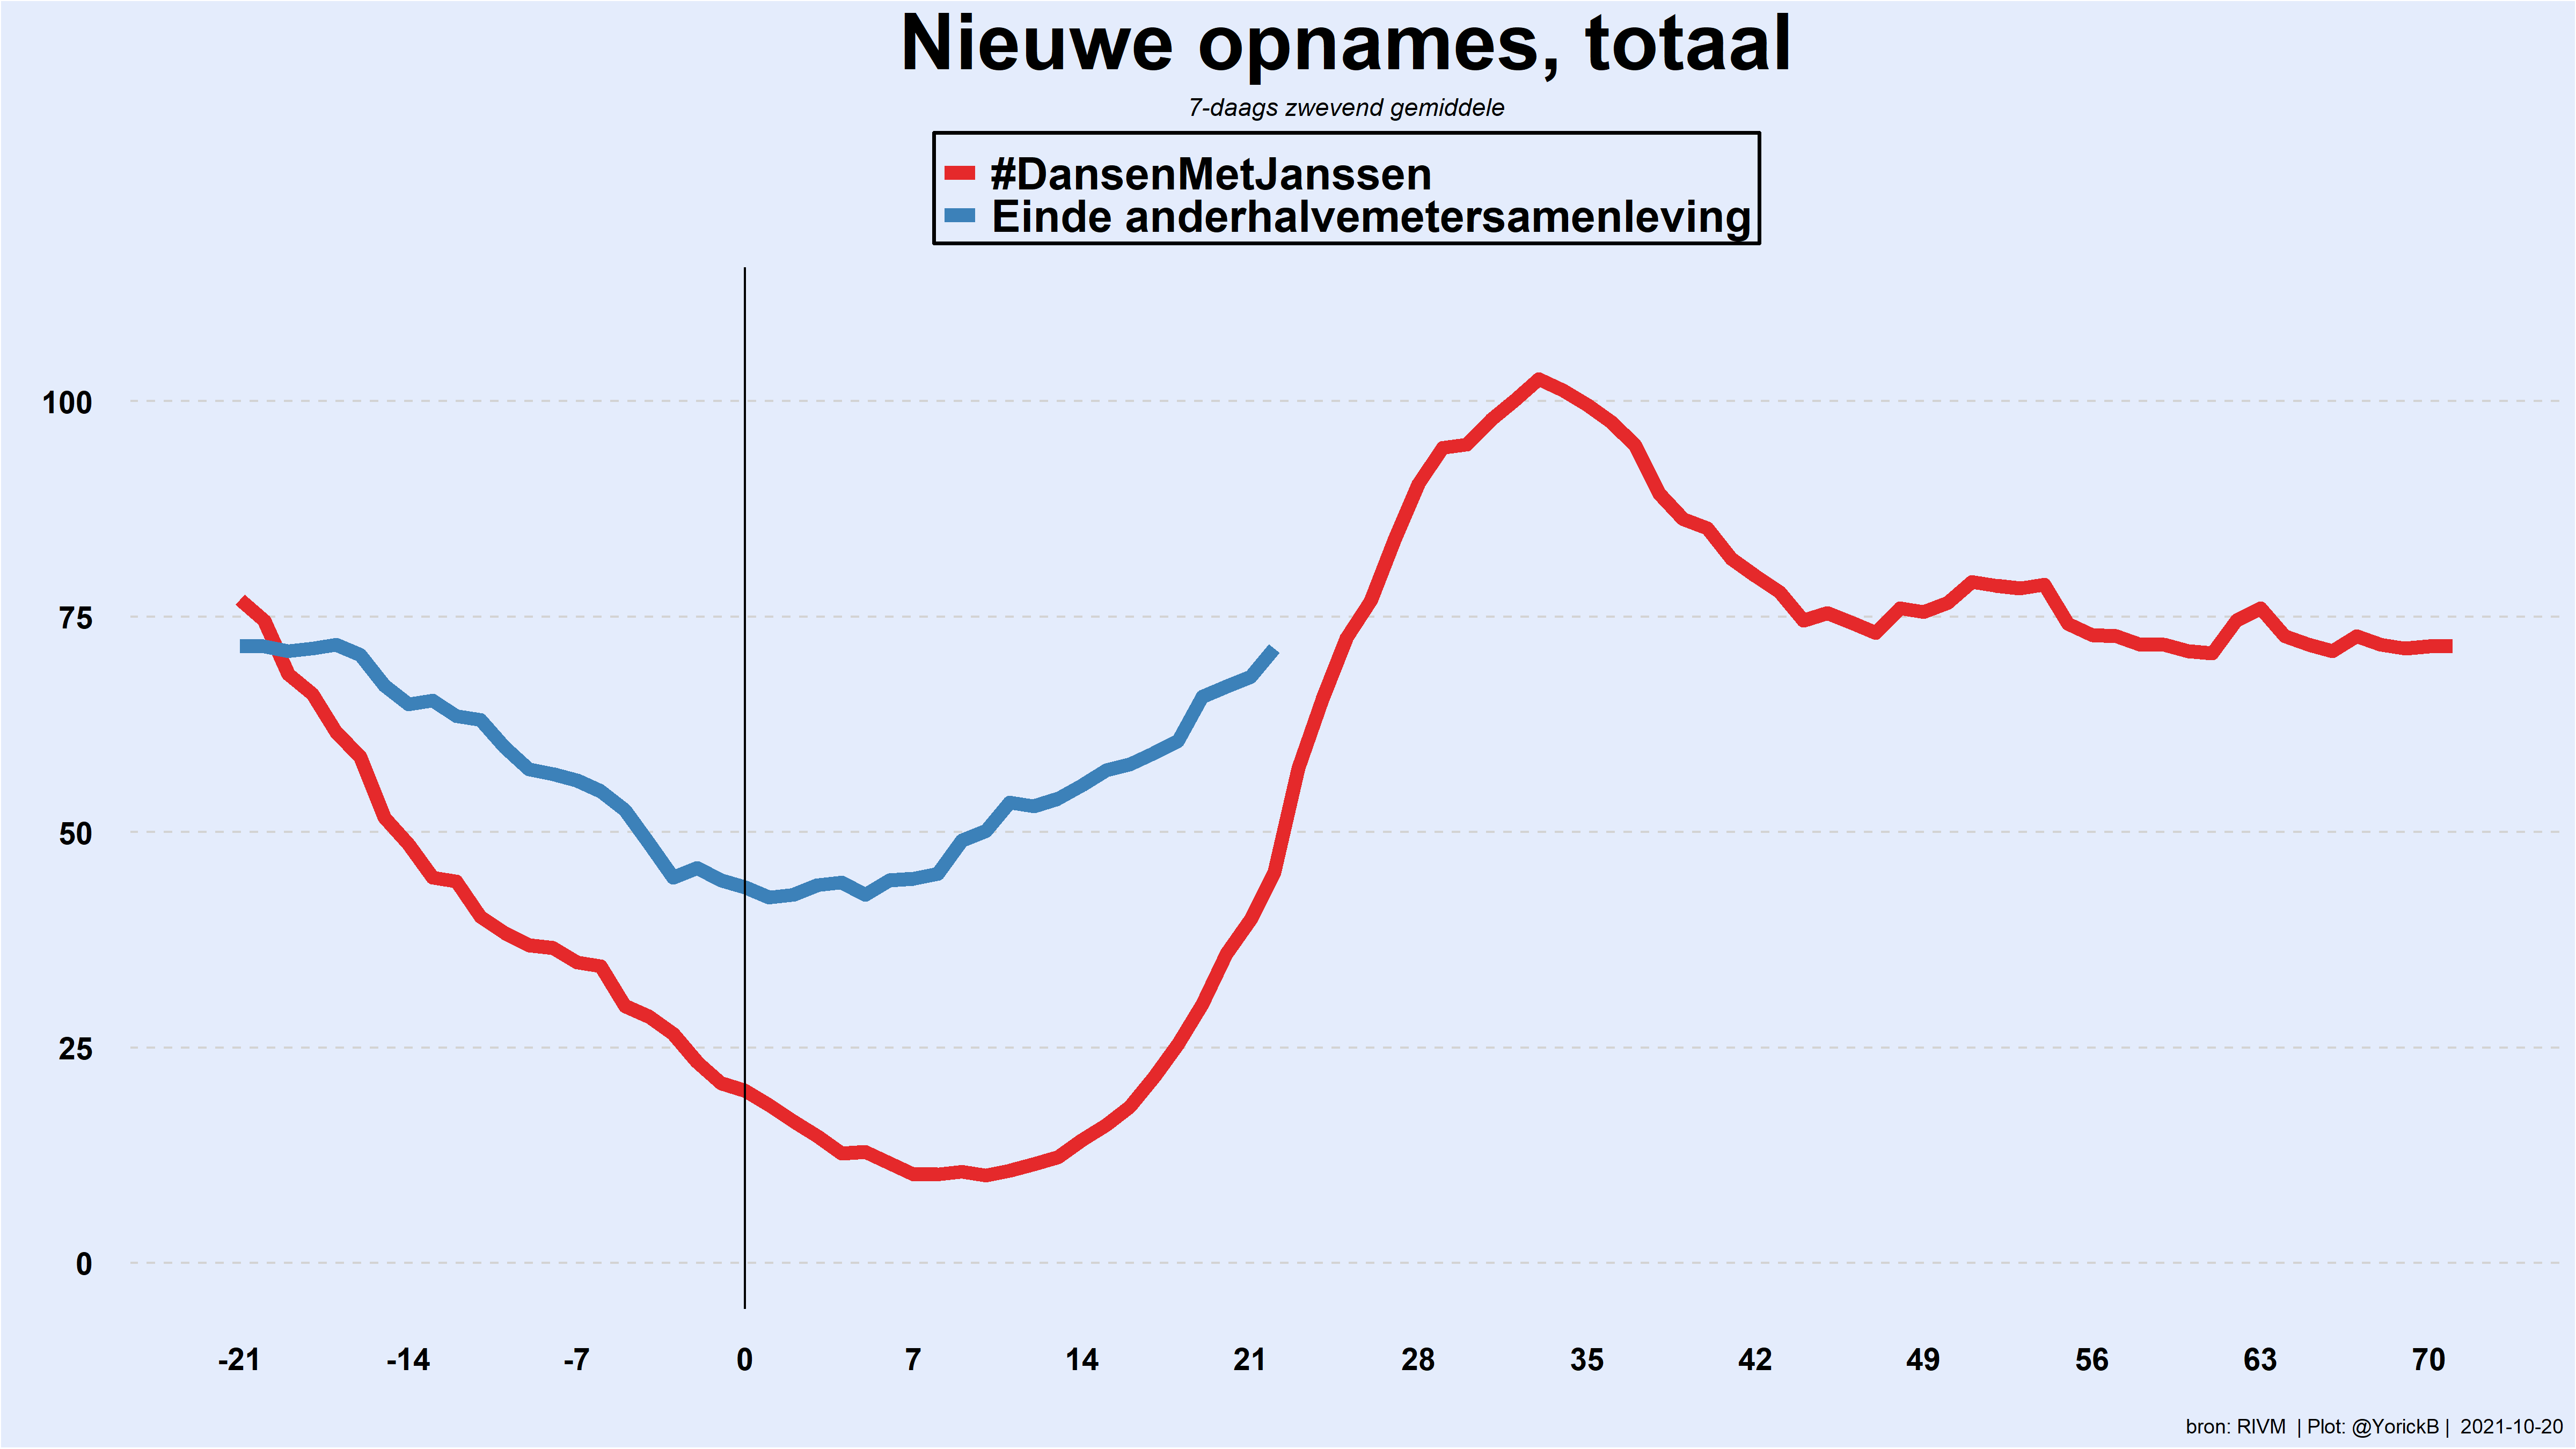 Nieuwe opnames, totaal
7-daags zwevend gemiddele
#DansenMetJanssen
Einde anderhalvemetersamenleving
100
75
50
25
0
-21 -14 -7 0 7 14 21 28 35 42 49 56 63 70
bron: RIVM | Plot: @YorickB | 2021-10-20